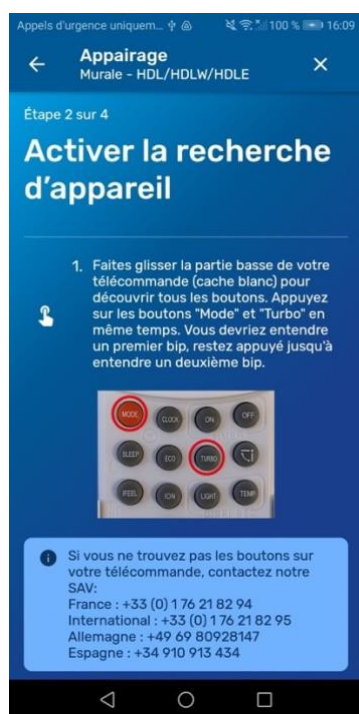 Appels d'urgence uniquem... 100 % 16:09
Appairage
Murale - HDL/HDLW/HDLE
Étape 2 sur 4
Activer la recherche
d'appareil
1. Faites glisser la partie basse de votre
télécommande (cache blanc) pour
découvrir tous les boutons. Appuyez
sur les boutons "Mode" et "Turbo" en
même temps. Vous devriez entendre
un premier bip, restez appuyé jusqu'à
entendre un deuxième bip.
MODE CLOCK ON OFF
SLEEP ECO TURBO
IFEEL ION LIGHT TEMP
Si vous ne trouvez pas les boutons sur
votre télécommande, contactez notre
SAV:
France : +33 (0) 1 76 21 82 94
International : +33 (0) 1 76 21 82 95
Allemagne : +49 69 80928147
Espagne : +34 910 913 434